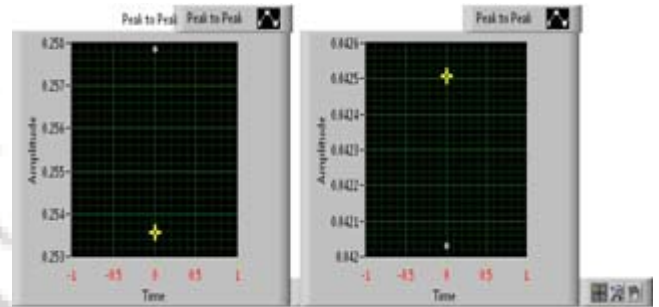 Peak to Peak Peak to Peak
Amplitude
0.258
0.257
0.256
0.255
0.254
0.253
-1 -0.5 0 0.5 1
Time
Peak to Peak
Amplitude
0.0426
0.0425
0.0424
0.0423
0.0422
0.0421
0.042
-1 -0.5 0 0.5 1
Time